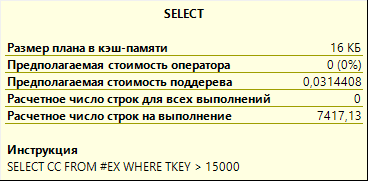 SELECT
Размер плана в кэш-памяти 16 КБ
Предполагаемая стоимость оператора 0 (0%)
Предполагаемая стоимость поддерева 0,0314408
Расчетное число строк для всех выполнений 0
Расчетное число строк на выполнение 7417,13
Инструкция
SELECT CC FROM #EX WHERE TKEY > 15000